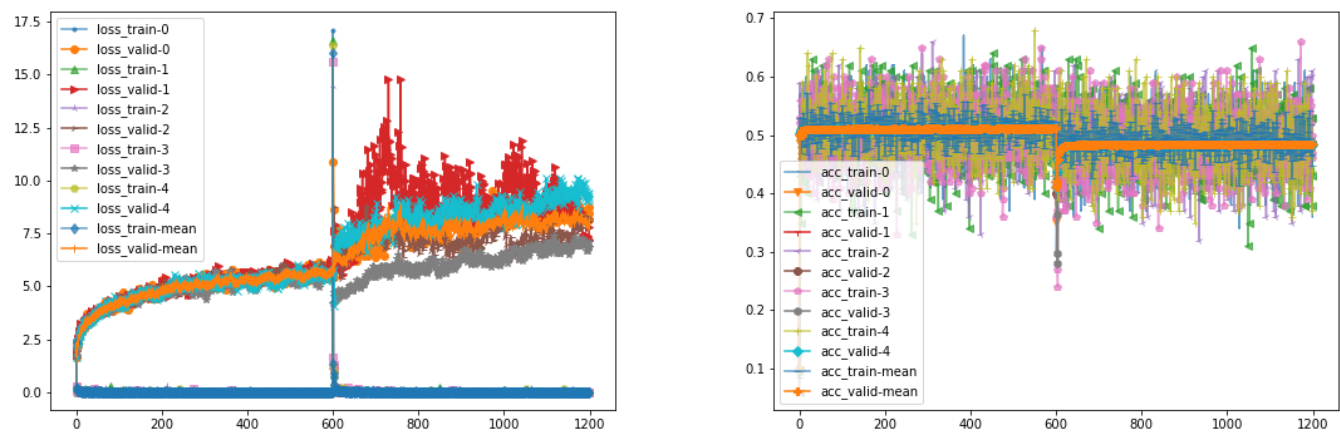 17.5
15.0
12.5
10.0
7.5
5.0
2.5
0.0
loss_train-0
loss_valid-0
loss_train-1
loss_valid-1
loss_train-2
loss_valid-2
loss_train-3
loss_valid-3
loss_train-4
loss_valid-4
loss_train-mean
loss_valid-mean
0 200 400 600 800 1000 1200
0.7
0.6
0.5
0.4
0.3
0.2
0.1
acc_train-0
acc_valid-0
acc_train-1
acc_valid-1
acc_train-2
acc_valid-2
acc_train-3
acc_valid-3
acc_train-4
acc_valid-4
acc_train-mean
acc_valid-mean
0 200 400 600 800 1000 1200